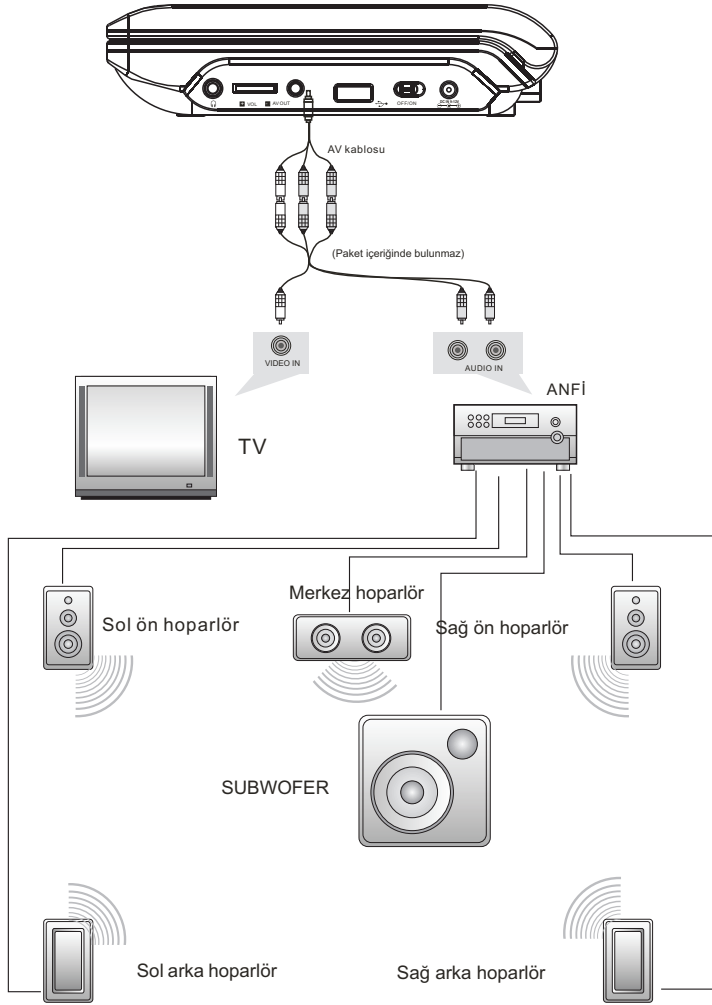 VOL AV OUT OFF/ON
AV kablosu
(Paket içeriğinde bulunmaz)
VIDEO IN
AUDIO IN
ANFİ
TV
Merkez hoparlör
Sol ön hoparlör
Sağ ön hoparlör
SUBWOFER
Sol arka hoparlör
Sağ arka hoparlör